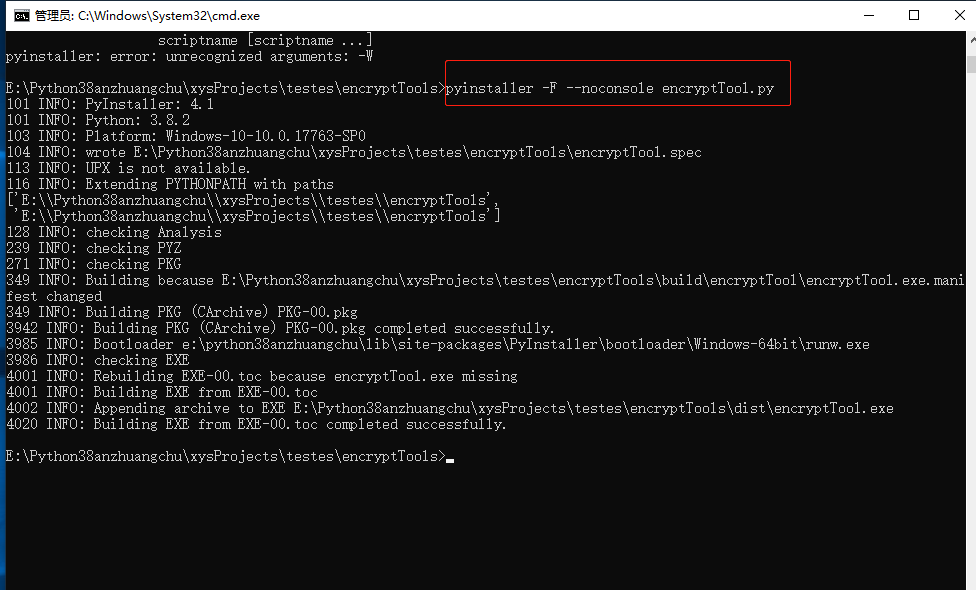 管理员: C:\Windows\System32\cmd.exe
scriptname [scriptname ...]
pyinstaller: error: unrecognized arguments: -W
E:\Python38anzhuangchu\xysProjects\testes\encryptTools>pyinstaller -F --noconsole encryptTool.py
101 INFO: PyInstaller: 4.1
101 INFO: Python: 3.8.2
103 INFO: Platform: Windows-10-10.0.17763-SP0
104 INFO: wrote E:\Python38anzhuangchu\xysProjects\testes\encryptTools\encryptTool.spec
113 INFO: UPX is not available.
116 INFO: Extending PYTHONPATH with paths
['E:\\Python38anzhuangchu\\xysProjects\\testes\\encryptTools',
'E:\\Python38anzhuangchu\\xysProjects\\testes\\encryptTools']
128 INFO: checking Analysis
239 INFO: checking PYZ
271 INFO: checking PKG
349 INFO: Building because E:\Python38anzhuangchu\xysProjects\testes\encryptTools\build\encryptTool\encryptTool.exe.mani
fest changed
349 INFO: Building PKG (CArchive) PKG-00.pkg
3942 INFO: Building PKG (CArchive) PKG-00.pkg completed successfully.
3985 INFO: Bootloader e:\python38anzhuangchu\lib\site-packages\PyInstaller\bootloader\Windows-64bit\runw.exe
3986 INFO: checking EXE
4001 INFO: Rebuilding EXE-00.toc because encryptTool.exe missing
4001 INFO: Building EXE from EXE-00.toc
4002 INFO: Appending archive to EXE E:\Python38anzhuangchu\xysProjects\testes\encryptTools\dist\encryptTool.exe
4020 INFO: Building EXE from EXE-00.toc completed successfully.
E:\Python38anzhuangchu\xysProjects\testes\encryptTools>